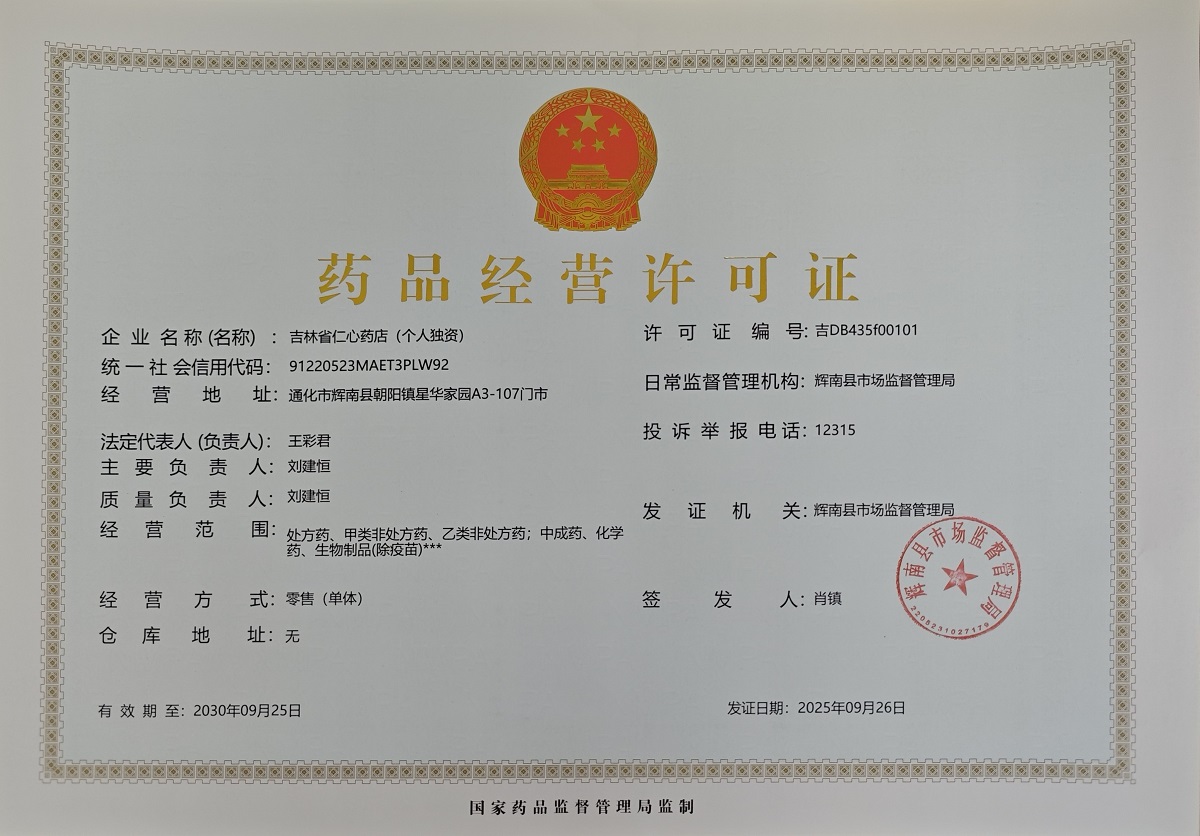 药品经营许可证
企业名称(名称)：吉林省仁心药店（个人独资）
统一社会信用代码：91220523MAET3PLW92
经营地址：通化市辉南县朝阳镇星华家园A3-107门市
法定代表人(负责人)：王彩君
主要负责人：刘建恒
质量负责人：刘建恒
经营范围：处方药、甲类非处方药、乙类非处方药；中成药、化学
药、生物制品(除疫苗)***
经营方式：零售（单体）
仓库地址：无
有效期至：2030年09月25日
许可证编号：吉DB435f00101
日常监督管理机构：辉南县市场监督管理局
投诉举报电话：12315
发证机关：辉南县市场监督管理局
辉南县市场监督管理局
2205231027179
签发人：肖镇
发证日期：2025年09月26日
国家药品监督管理局监制